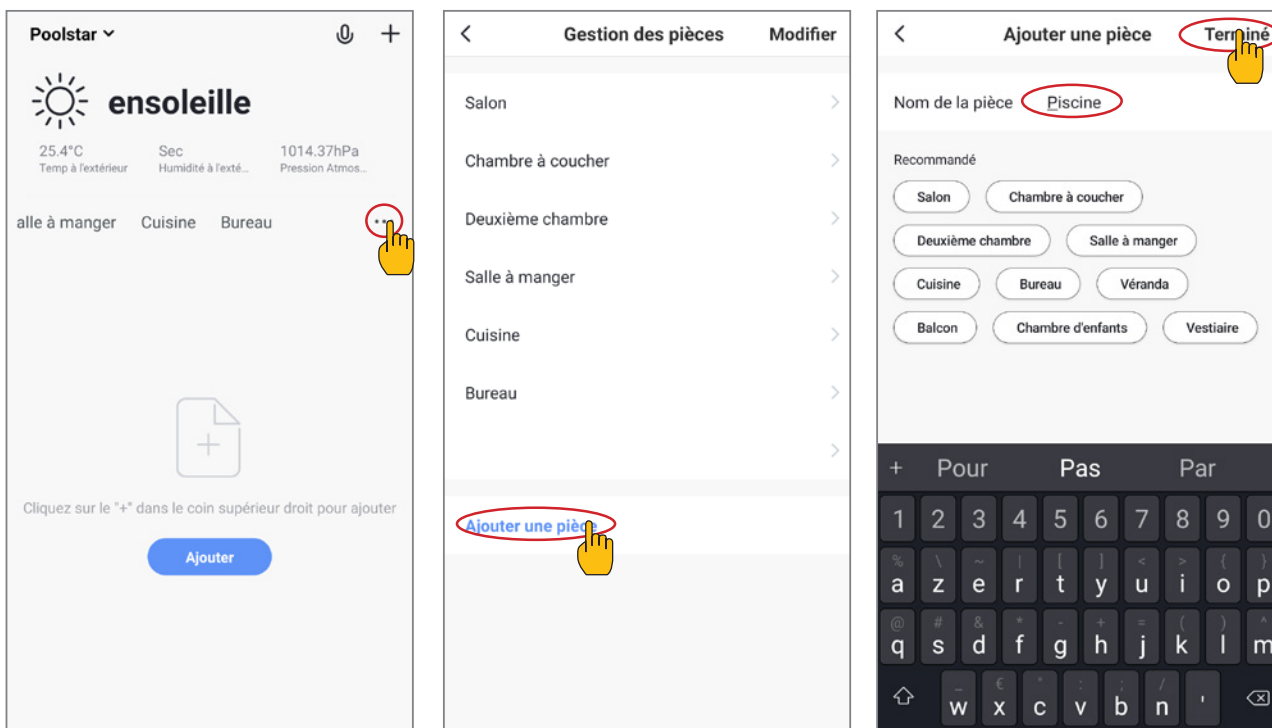 Poolstar
ensoleille
25.4°C Sec 1014.37hPa
Temp à l'extérieur Humidité à l'exté... Pression Atmos...
alle à manger Cuisine Bureau
Cliquez sur le "+" dans le coin supérieur droit pour ajouter
Ajouter
Gestion des pièces Modifier
Salon
Chambre à coucher
Deuxième chambre
Salle à manger
Cuisine
Bureau
Ajouter une pièce
Ajouter une pièce Terminé
Nom de la pièce Piscine
Recommandé
Salon Chambre à coucher
Deuxième chambre Salle à manger
Cuisine Bureau Véranda
Balcon Chambre d'enfants Vestiaire
+ Pour Pas Par
1 2 3 4 5 6 7 8 9 0
% \ ~ | [ ] < > { }
a z e r t y u i o p
@ # & * - + = ( ) ^
q s d f g h j k l m
_ € " : ; /
w x c v b n '